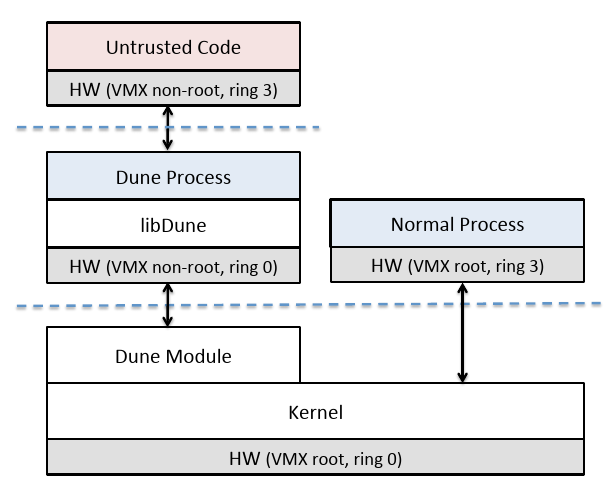 Untrusted Code
HW (VMX non-root, ring 3)
Dune Process
libDune
HW (VMX non-root, ring 0)
Normal Process
HW (VMX root, ring 3)
Dune Module
Kernel
HW (VMX root, ring 0)